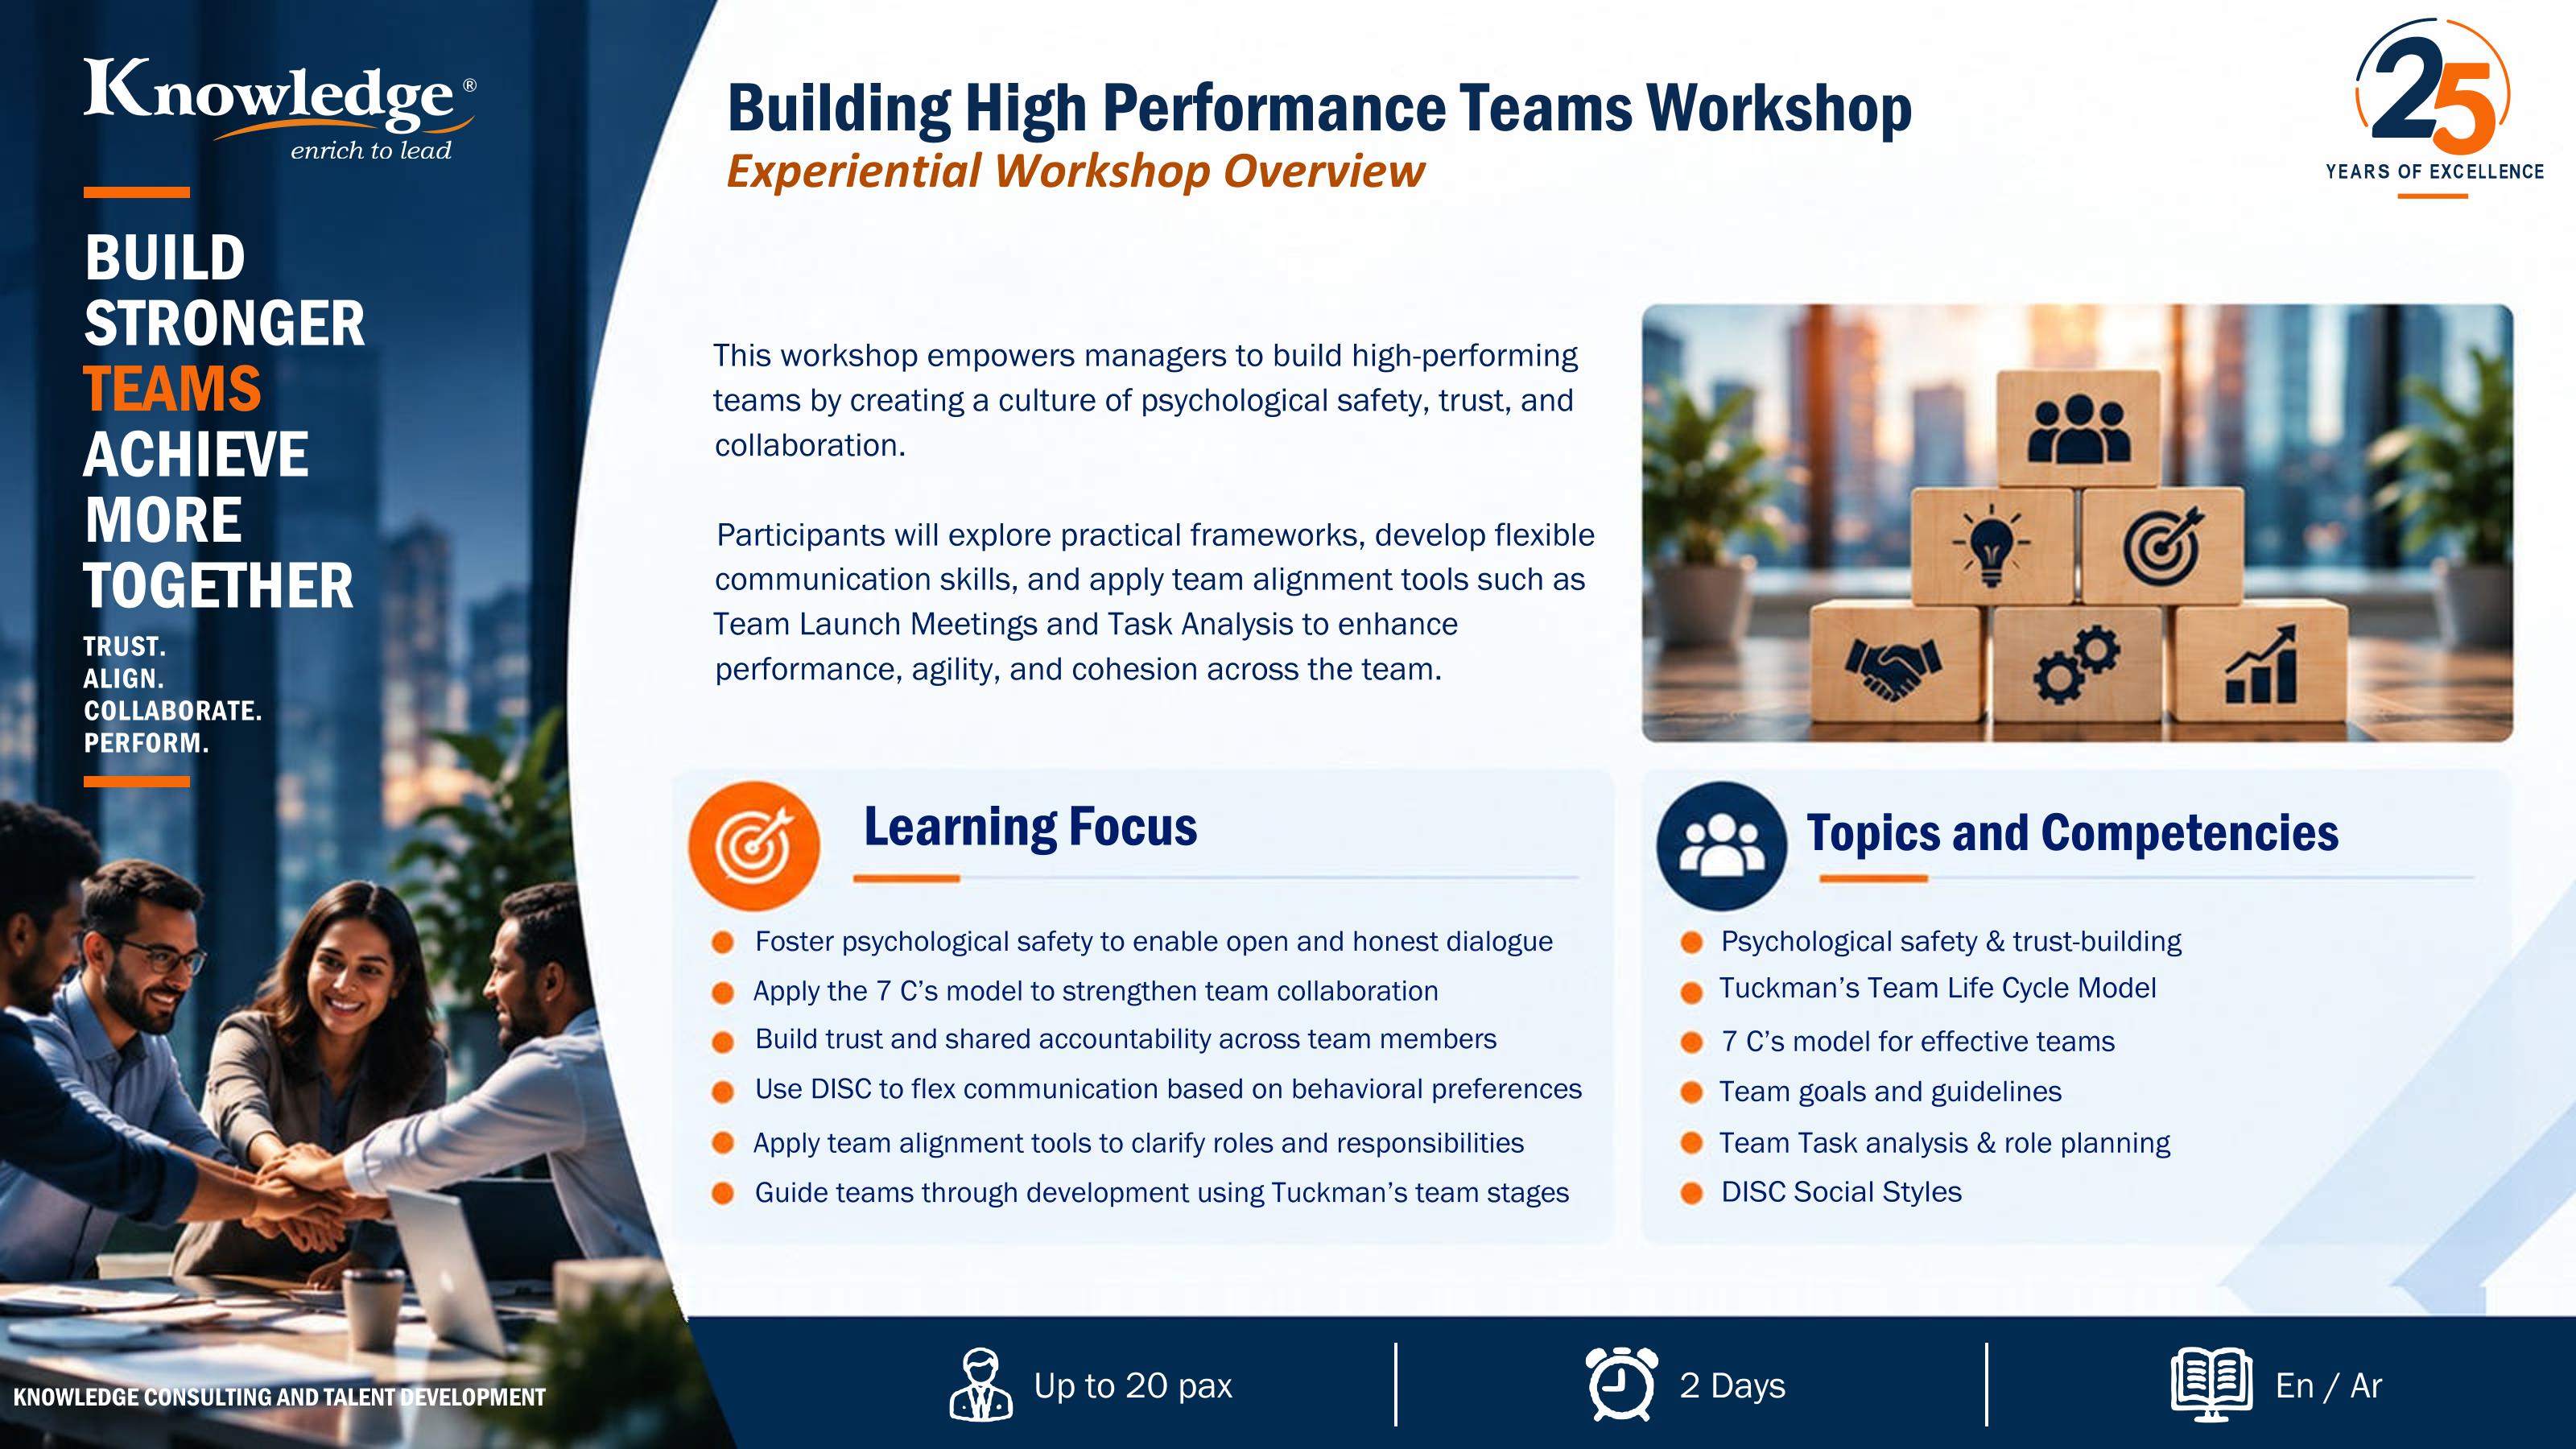 Knowledge®
enrich to lead
BUILD
STRONGER
TEAMS
ACHIEVE
MORE
TOGETHER
TRUST.
ALIGN.
COLLABORATE.
PERFORM.
KNOWLEDGE CONSULTING AND TALENT DEVELOPMENT
Building High Performance Teams Workshop
Experiential Workshop Overview
25
YEARS OF EXCELLENCE
This workshop empowers managers to build high-performing
teams by creating a culture of psychological safety, trust, and
collaboration.
Participants will explore practical frameworks, develop flexible
communication skills, and apply team alignment tools such as
Team Launch Meetings and Task Analysis to enhance
performance, agility, and cohesion across the team.
Learning Focus
Foster psychological safety to enable open and honest dialogue
Apply the 7 C’s model to strengthen team collaboration
Build trust and shared accountability across team members
Use DISC to flex communication based on behavioral preferences
Apply team alignment tools to clarify roles and responsibilities
Guide teams through development using Tuckman’s team stages
Topics and Competencies
Psychological safety & trust-building
Tuckman’s Team Life Cycle Model
7 C’s model for effective teams
Team goals and guidelines
Team Task analysis & role planning
DISC Social Styles
Up to 20 pax
2 Days
En / Ar